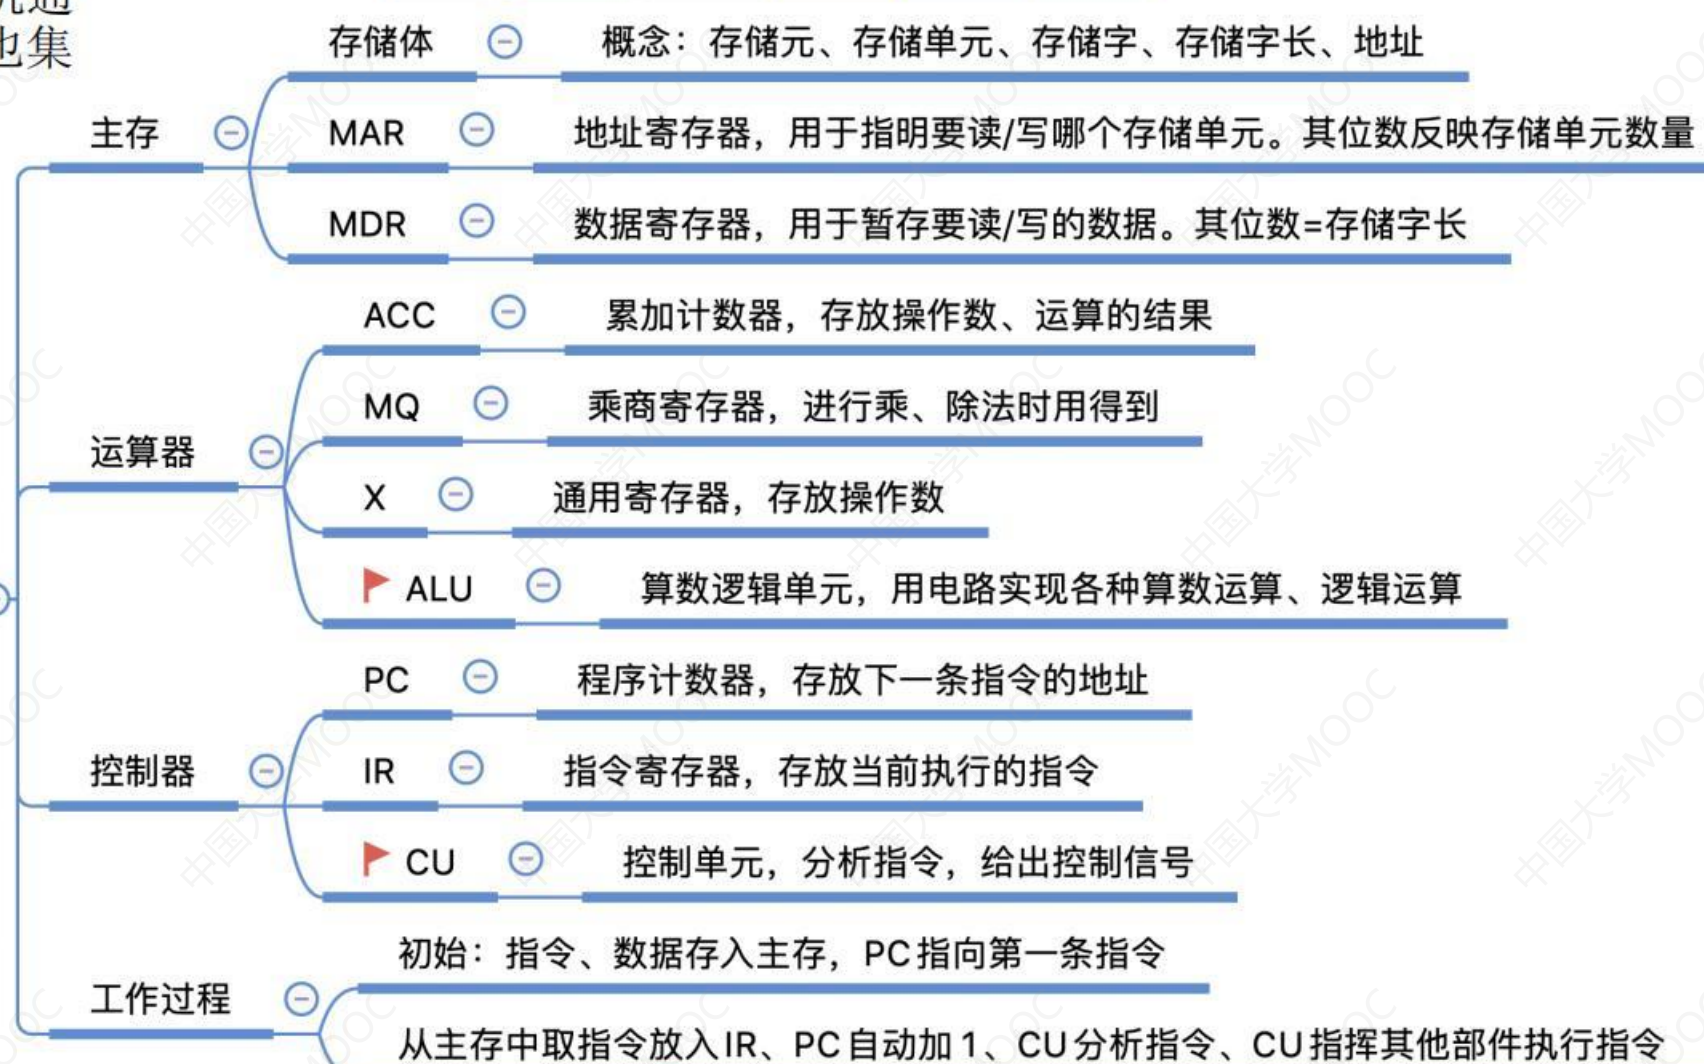 也集
存储体
概念：存储元、存储单元、存储字、存储字长、地址
主存
MAR
地址寄存器，用于指明要读/写哪个存储单元。其位数反映存储单元数量
MDR
数据寄存器，用于暂存要读/写的数据。其位数=存储字长
ACC
累加计数器，存放操作数、运算的结果
MQ
乘商寄存器，进行乘、除法时用得到
运算器
X
通用寄存器，存放操作数
ALU
算数逻辑单元，用电路实现各种算数运算、逻辑运算
PC
程序计数器，存放下一条指令的地址
控制器
IR
指令寄存器，存放当前执行的指令
CU
控制单元，分析指令，给出控制信号
初始：指令、数据存入主存，PC指向第一条指令
工作过程
从主存中取指令放入IR、PC自动加1、CU分析指令、CU指挥其他部件执行指令
中国大学MOOC